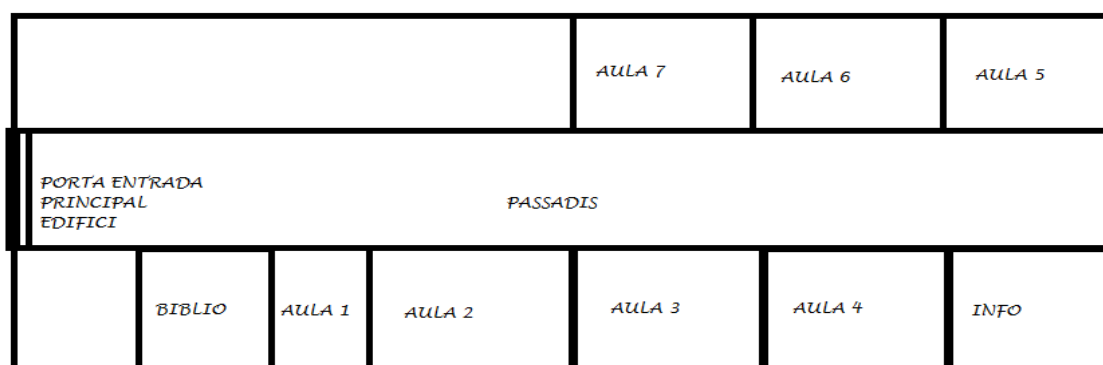 AULA 7
AULA 6
AULA 5
PORTA ENTRADA
PRINCIPAL
EDIFICI
PASSADIS
BIBLIO
AULA 1
AULA 2
AULA 3
AULA 4
INFO